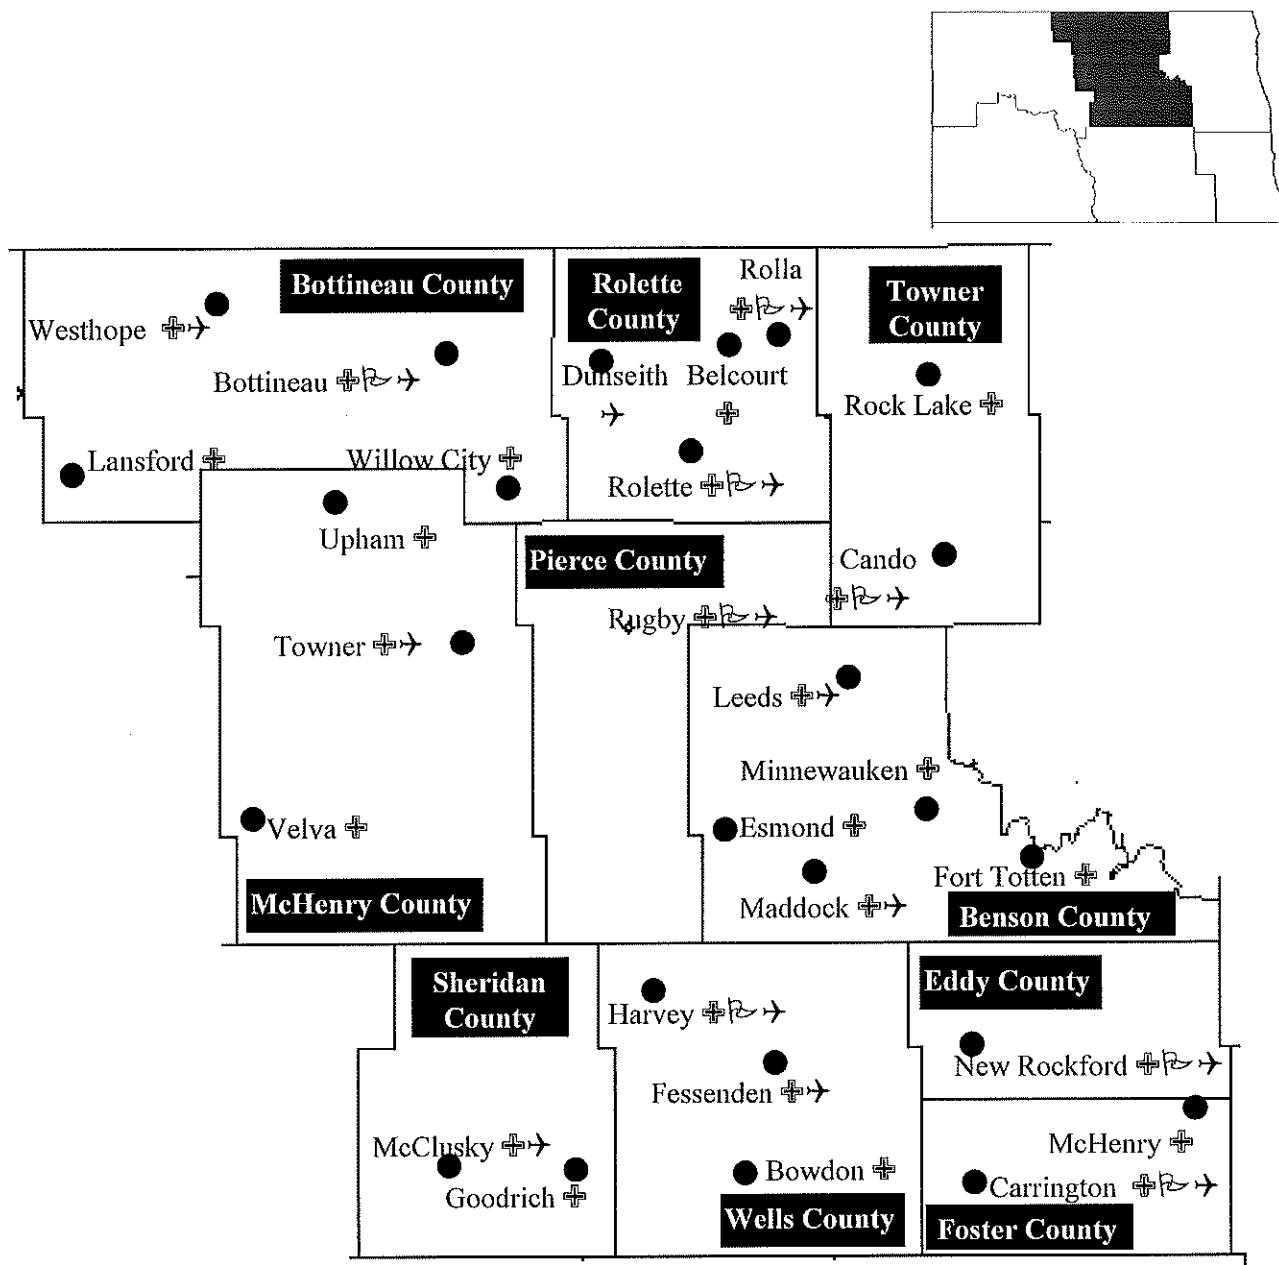 Bottineau County
Rolette
County
Rolla
Towner
County
Westhope
Bottineau
Dunseith
Belcourt
Rock Lake
Lansford
Willow City
Rolette
Upham
Pierce County
Cando
Rugby
Towner
Leeds
Minnewauken
Velva
Esmond
Fort Totten
McHenry County
Maddock
Benson County
Sheridan
County
Eddy County
Harvey
New Rockford
Fessenden
McClusky
McHenry
Goodrich
Bowdon
Carrington
Wells County
Foster County